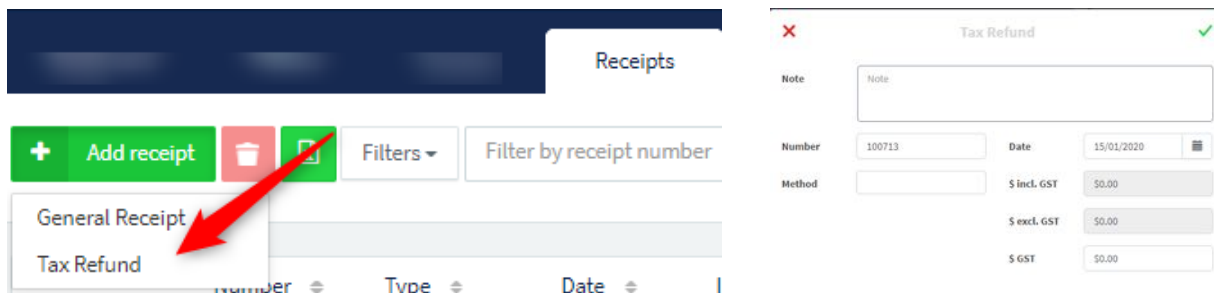 Receipts
Add receipt
Filters
Filter by receipt number
General Receipt
Tax Refund
Number
Type
Date
Tax Refund
Note
Note
Number
100713
Date
15/01/2020
Method
$ incl. GST
$0.00
$ excl. GST
$0.00
$ GST
$0.00